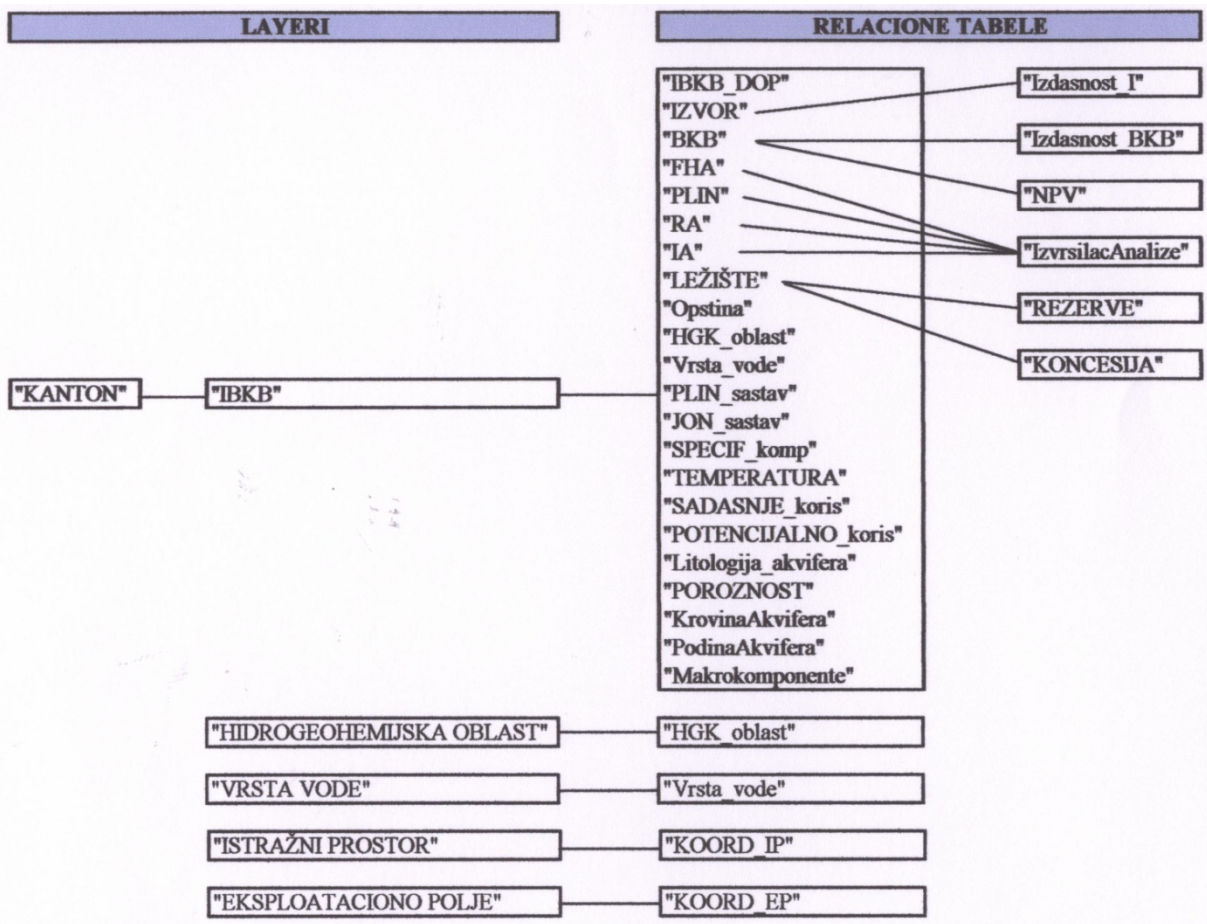 LAYERI
RELACIONE TABELE
"IBKB_DOP"
"IZVOR"
"BKB"
"FHA"
"PLIN"
"RA"
"IA"
"LEŽIŠTE"
"Opstina"
"HGK_oblast"
"Vrsta_vode"
"PLIN_sastav"
"JON_sastav"
"SPECIF_komp"
"TEMPERATURA"
"SADASNJE_koris"
"POTENCIJALNO_koris"
"Litologija_akvifera"
"POROZNOST"
"KrovinaAkvifera"
"PodinaAkvifera"
"Makrokomponente"
"Izdasnost_I"
"Izdasnost_BKB"
"NPV"
"IzvrsilacAnalize"
"REZERVE"
"KONCESIJA"
"KANTON"
"IBKB"
"HIDROGEOHEMIJSKA OBLAST"
"HGK_oblast"
"VRSTA VODE"
"Vrsta_vode"
"ISTRAŽNI PROSTOR"
"KOORD_IP"
"EKSPLOATACIONO POLJE"
"KOORD_EP"